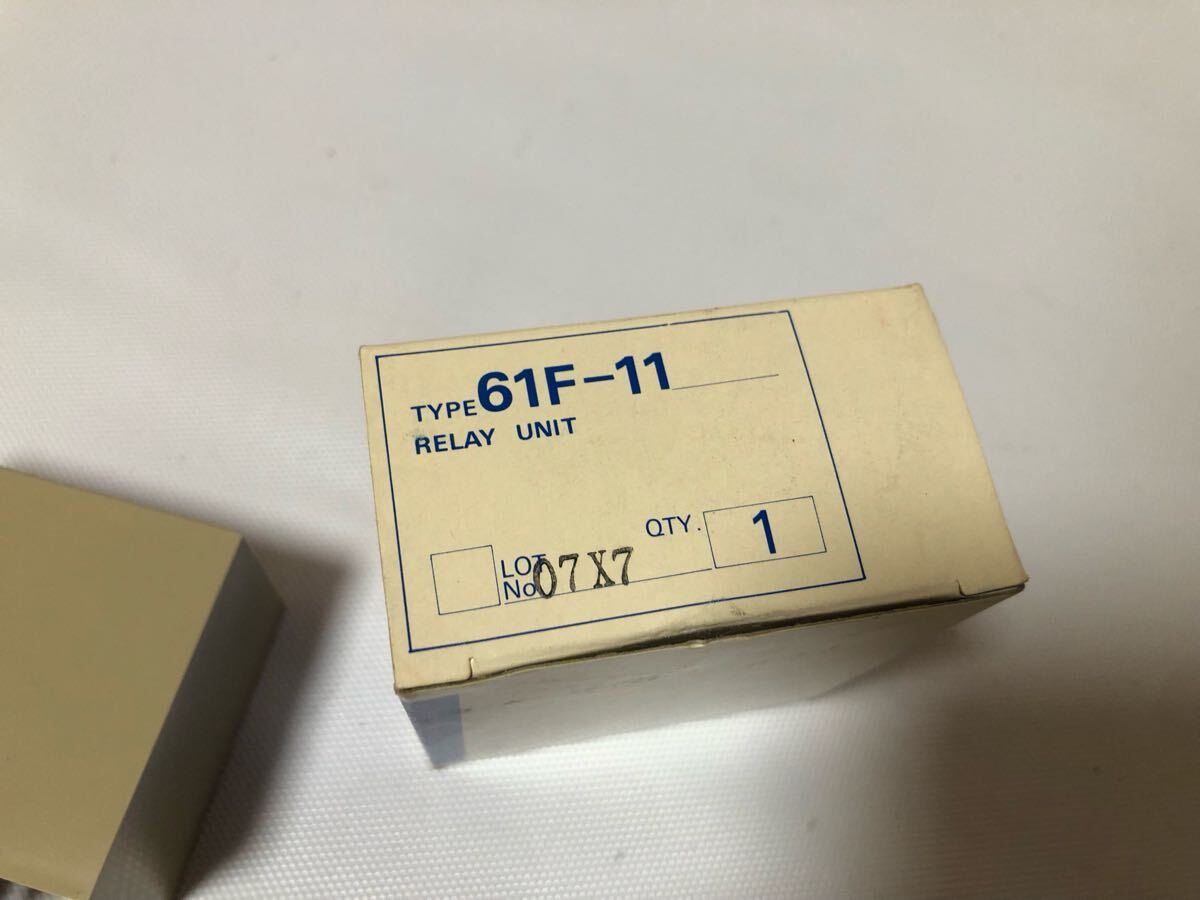 TYPE 61F-11
RELAY UNIT
QTY. 1
LOT No. 07X7